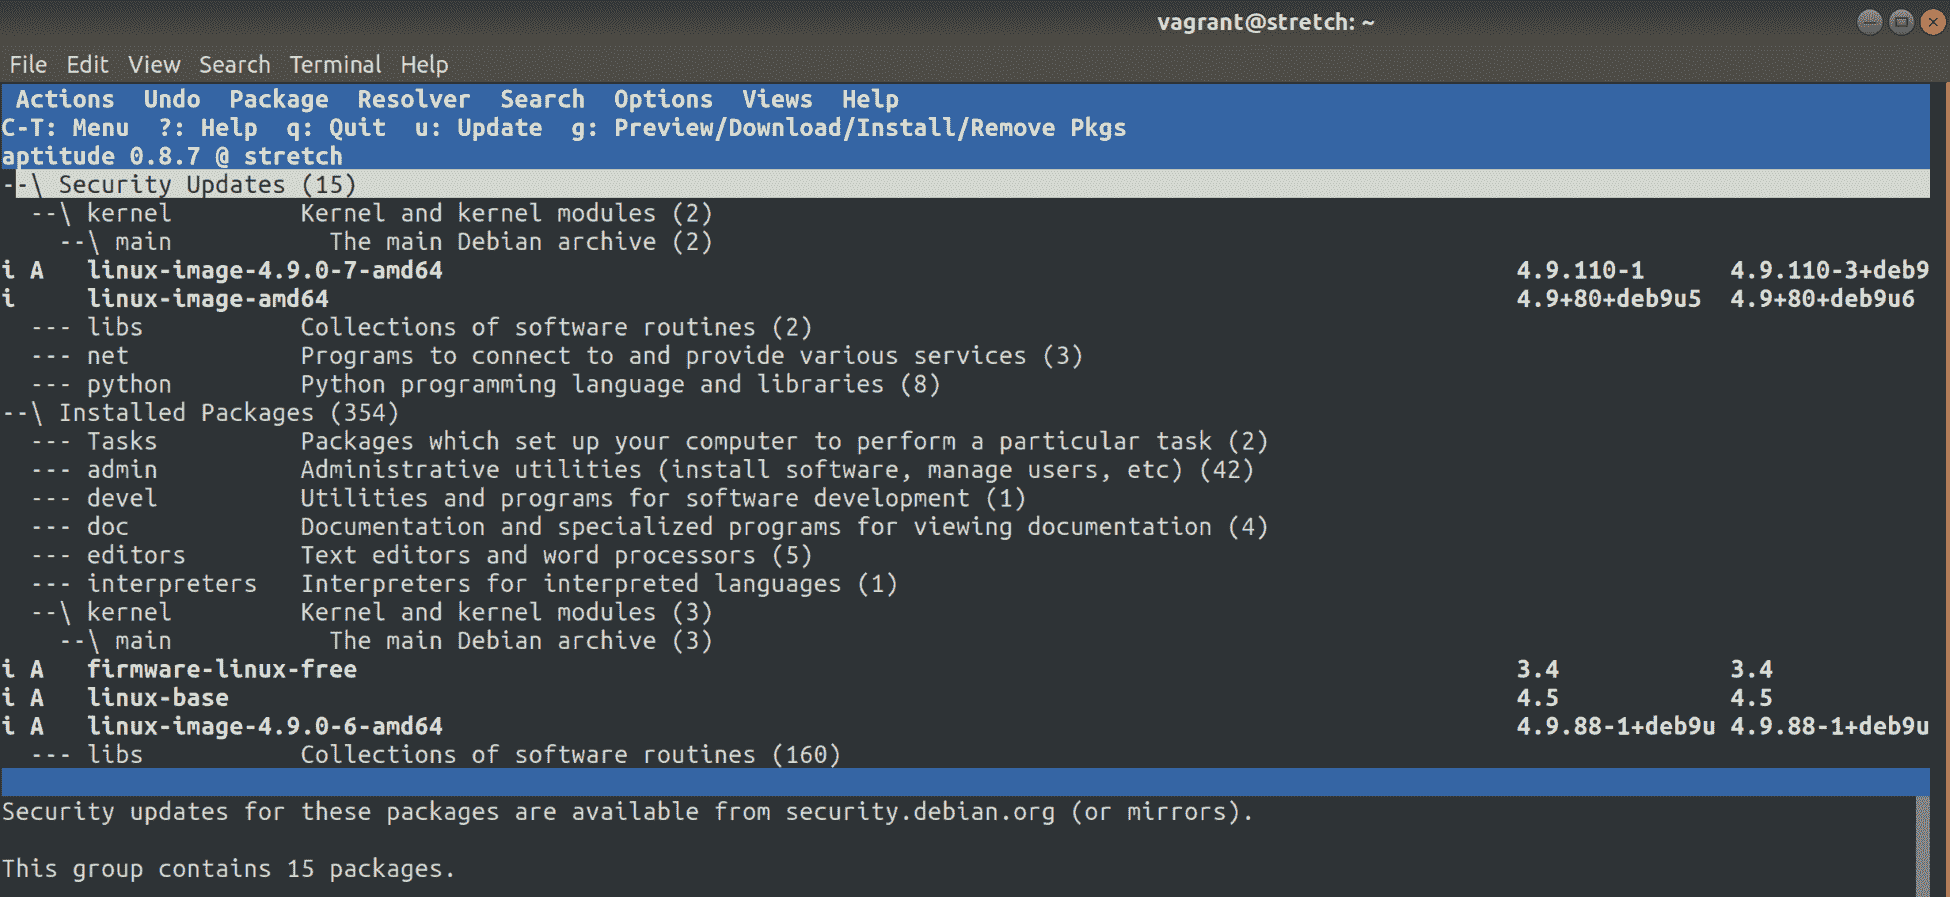 vagrant@stretch: ~
File Edit View Search Terminal Help
Actions Undo Package Resolver Search Options Views Help
C-T: Menu ?: Help q: Quit u: Update g: Preview/Download/Install/Remove Pkgs
aptitude 0.8.7 @ stretch
--\ Security Updates (15)
--\ kernel Kernel and kernel modules (2)
--\ main The main Debian archive (2)
i A linux-image-4.9.0-7-amd64 4.9.110-1 4.9.110-3+deb9
i linux-image-amd64 4.9+80+deb9u5 4.9+80+deb9u6
--- libs Collections of software routines (2)
--- net Programs to connect to and provide various services (3)
--- python Python programming language and libraries (8)
--\ Installed Packages (354)
--- Tasks Packages which set up your computer to perform a particular task (2)
--- admin Administrative utilities (install software, manage users, etc) (42)
--- devel Utilities and programs for software development (1)
--- doc Documentation and specialized programs for viewing documentation (4)
--- editors Text editors and word processors (5)
--- interpreters Interpreters for interpreted languages (1)
--\ kernel Kernel and kernel modules (3)
--\ main The main Debian archive (3)
i A firmware-linux-free 3.4 3.4
i A linux-base 4.5 4.5
i A linux-image-4.9.0-6-amd64 4.9.88-1+deb9u 4.9.88-1+deb9u
--- libs Collections of software routines (160)
Security updates for these packages are available from security.debian.org (or mirrors).
This group contains 15 packages.